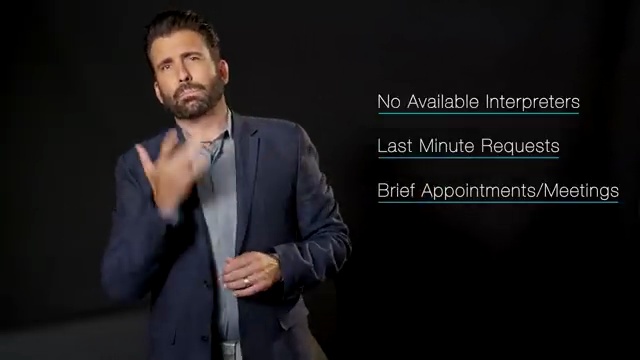 No Available Interpreters
Last Minute Requests
Brief Appointments/Meetings